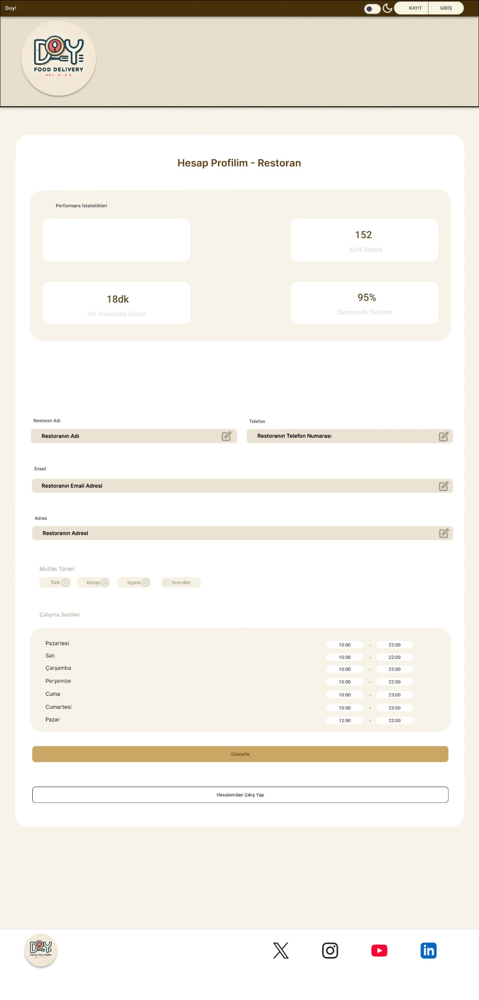 Doy!
KAYIT
GİRİŞ
DOY
FOOD DELIVERY
Hesap Profilim - Restoran
Performans İstatistikleri
152
Aylık Sipariş
18dk
Ort. Hazırlama Süresi
95%
Zamanında Teslimat
Restoran Adı
Telefon
Restoranın Adı
Restoranın Telefon Numarası
Email
Restoranın Email Adresi
Adres
Restoranın Adresi
Mutfak Türleri
Türk
Kebap
Izgara
Yeni ekle
Çalışma Saatleri
Pazartesi 10:00 - 22:00
Salı 10:00 - 22:00
Çarşamba 10:00 - 22:00
Perşembe 10:00 - 22:00
Cuma 10:00 - 23:00
Cumartesi 10:00 - 23:00
Pazar 12:00 - 22:00
Güncelle
Hesabımdan Çıkış Yap
DOY
FOOD DELIVERY
in